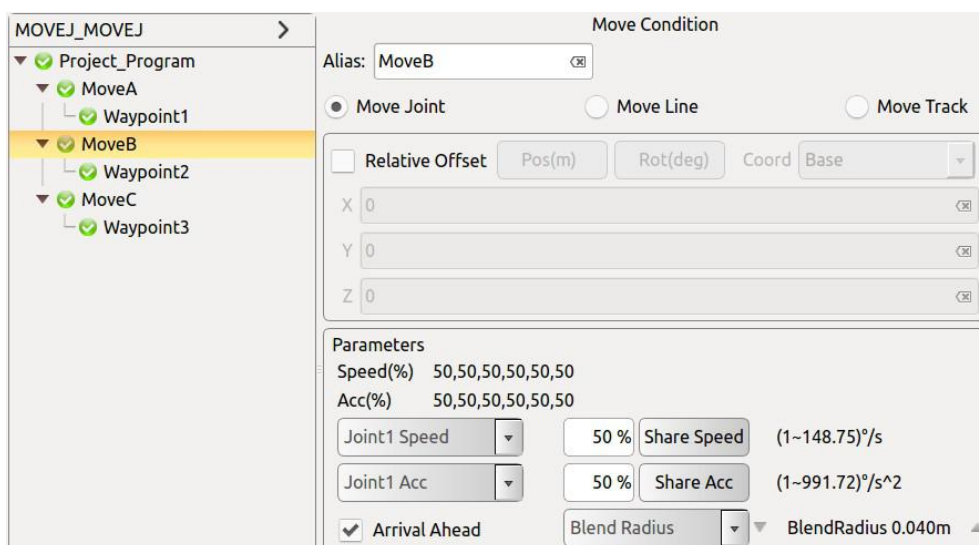 MOVEJ_MOVEJ
Project_Program
MoveA
Waypoint1
MoveB
Waypoint2
MoveC
Waypoint3
Move Condition
Alias: MoveB
Move Joint Move Line Move Track
Relative Offset Pos(m) Rot(deg) Coord Base
X 0
Y 0
Z 0
Parameters
Speed(%) 50,50,50,50,50,50
Acc(%) 50,50,50,50,50,50
Joint1 Speed 50 % Share Speed (1~148.75)°/s
Joint1 Acc 50 % Share Acc (1~991.72)°/s^2
Arrival Ahead Blend Radius BlendRadius 0.040m